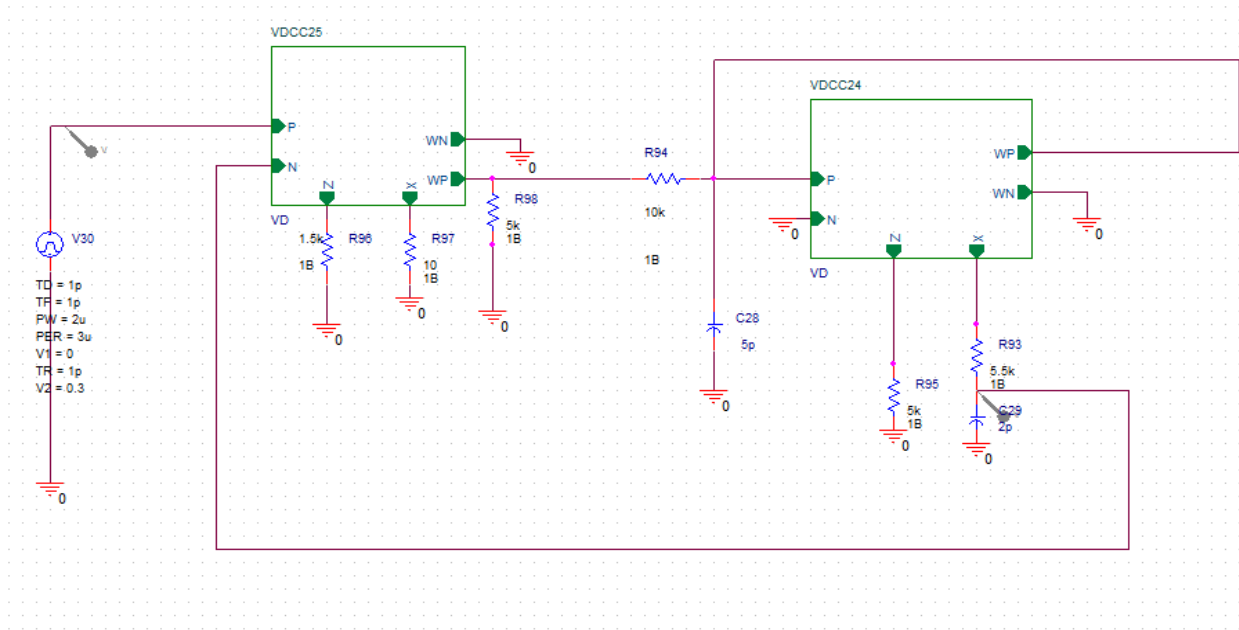 VDCC25
P
N
WN
WP
Z
X
VD
0
V
V30
TD = 1p
TF = 1p
PW = 2u
PER = 3u
V1 = 0
TR = 1p
V2 = 0.3
0
1.5k
R96
1B
0
R97
10
1B
0
R98
5k
1B
0
R94
10k
1B
C28
5p
0
VDCC24
P
N
0
WP
WN
0
Z
X
VD
R95
5k
1B
0
R93
5.5k
1B
C29
2p
0